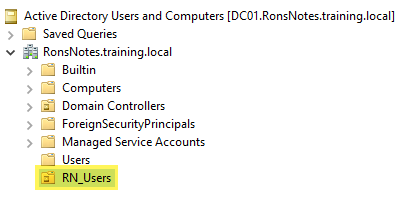 Active Directory Users and Computers [DC01.RonsNotes.training.local]
Saved Queries
RonsNotes.training.local
Builtin
Computers
Domain Controllers
ForeignSecurityPrincipals
Managed Service Accounts
Users
RN_Users